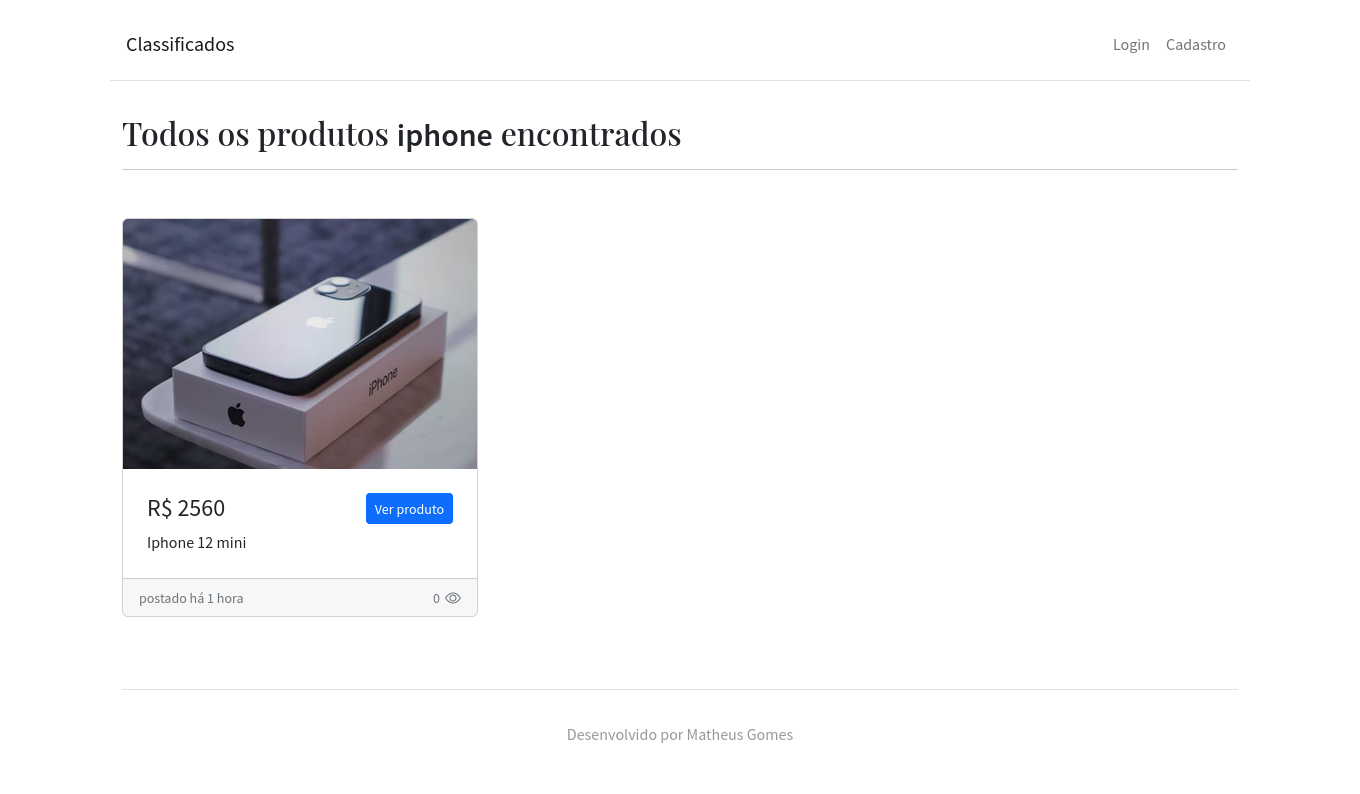 Classificados
Login Cadastro
Todos os produtos iphone encontrados
iPhone
R$ 2560
Ver produto
Iphone 12 mini
postado há 1 hora
0
Desenvolvido por Matheus Gomes